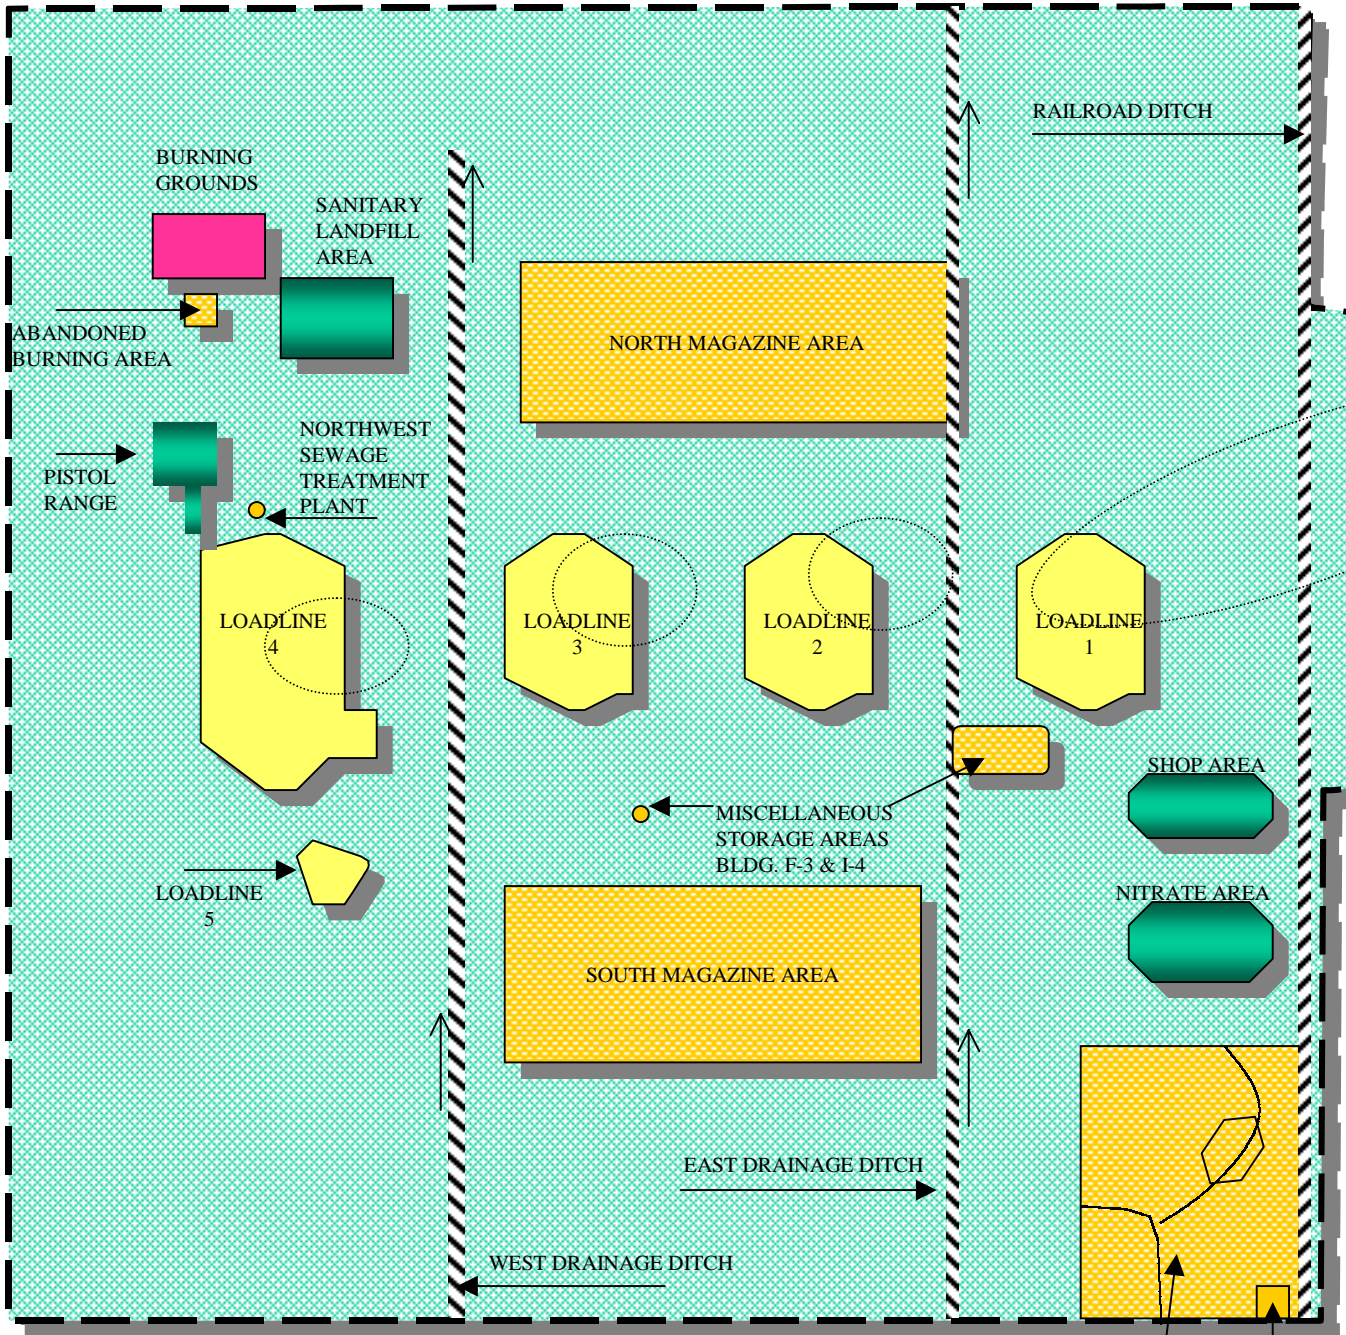 RAILROAD DITCH
BURNING
GROUNDS
SANITARY
LANDFILL
AREA
ABANDONED
BURNING AREA
NORTH MAGAZINE AREA
NORTHWEST
SEWAGE
TREATMENT
PLANT
PISTOL
RANGE
LOADLINE
4
LOADLINE
3
LOADLINE
2
LOADLINE
1
SHOP AREA
MISCELLANEOUS
STORAGE AREAS
BLDG. F-3 & I-4
LOADLINE
5
NITRATE AREA
SOUTH MAGAZINE AREA
EAST DRAINAGE DITCH
WEST DRAINAGE DITCH